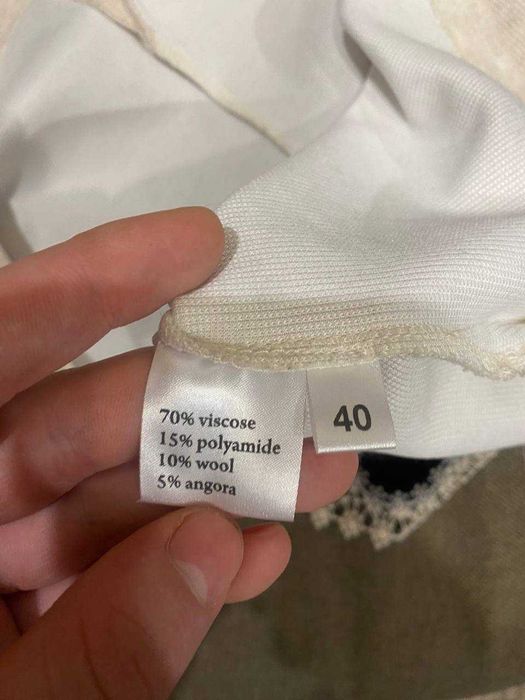 70% viscose
15% polyamide
10% wool
5% angora
40